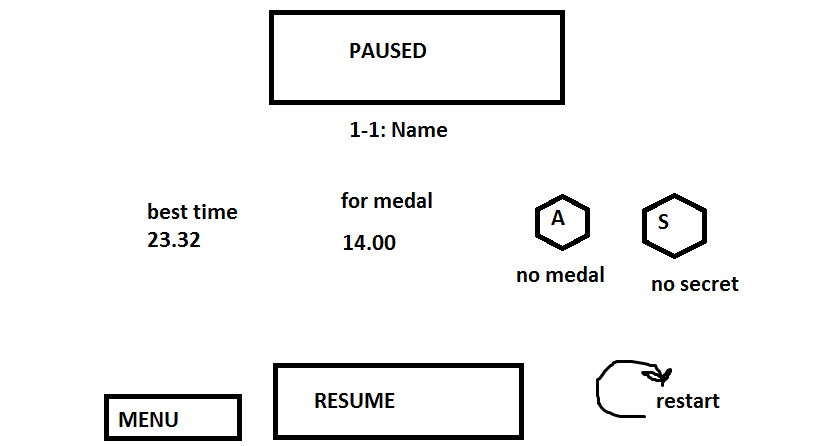 PAUSED
1-1: Name
best time
23.32
for medal
14.00
A
no medal
S
no secret
MENU
RESUME
restart